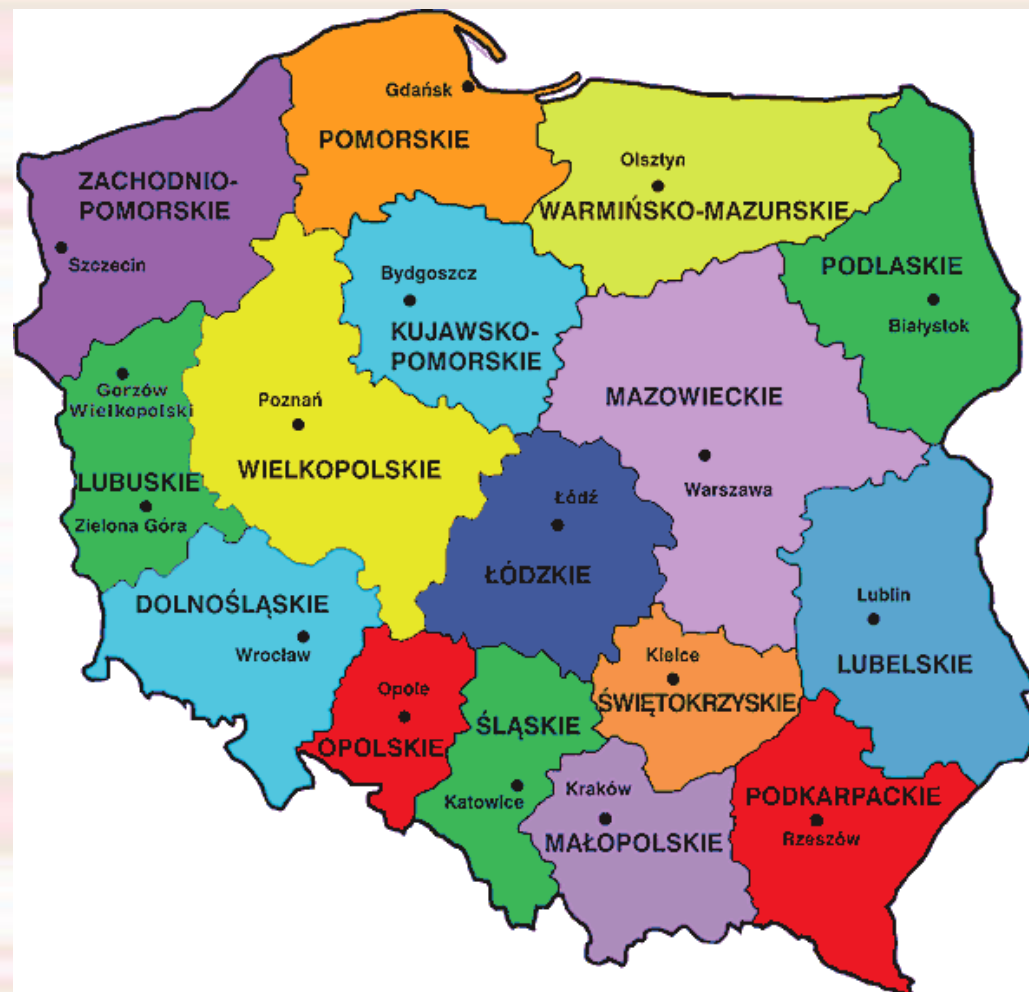 Gdańsk
POMORSKIE
ZACHODNIO-
POMORSKIE
Szczecin
Olsztyn
WARMIŃSKO-MAZURSKIE
PODLASKIE
Białystok
Bydgoszcz
KUJAWSKO-
POMORSKIE
Gorzów
Wielkopolski
LUBUSKIE
Zielona Góra
Poznań
WIELKOPOLSKIE
MAZOWIECKIE
Warszawa
Łódź
ŁÓDZKIE
DOLNOŚLĄSKIE
Wrocław
Lublin
LUBELSKIE
Opole
OPOLSKIE
ŚLĄSKIE
Katowice
Kielce
ŚWIĘTOKRZYSKIE
Kraków
MAŁOPOLSKIE
PODKARPACKIE
Rzeszów